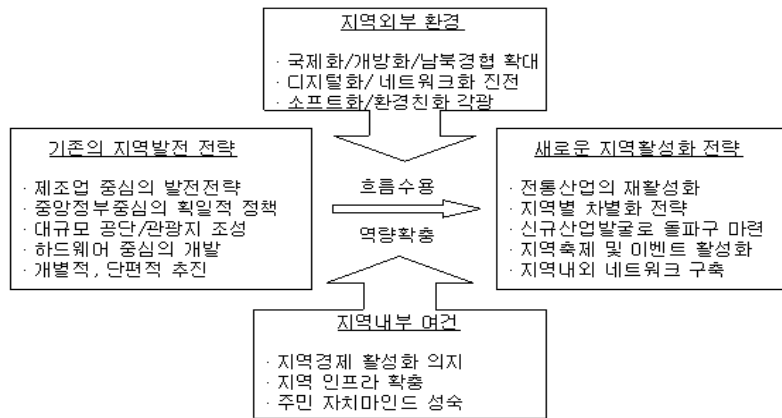 지역외부 환경
· 국제화/개방화/남북경협 확대
· 디지털화/ 네트워크화 진전
· 소프트화/환경친화 각광
기존의 지역발전 전략
· 제조업 중심의 발전전략
· 중앙정부중심의 획일적 정책
· 대규모 공단/관광지 조성
· 하드웨어 중심의 개발
· 개별적, 단편적 추진
흐름수용
역량확충
새로운 지역활성화 전략
· 전통산업의 재활성화
· 지역별 차별화 전략
· 신규산업발굴로 돌파구 마련
· 지역축제 및 이벤트 활성화
· 지역내외 네트워크 구축
지역내부 여건
· 지역경제 활성화 의지
· 지역 인프라 확충
· 주민 자치마인드 성숙